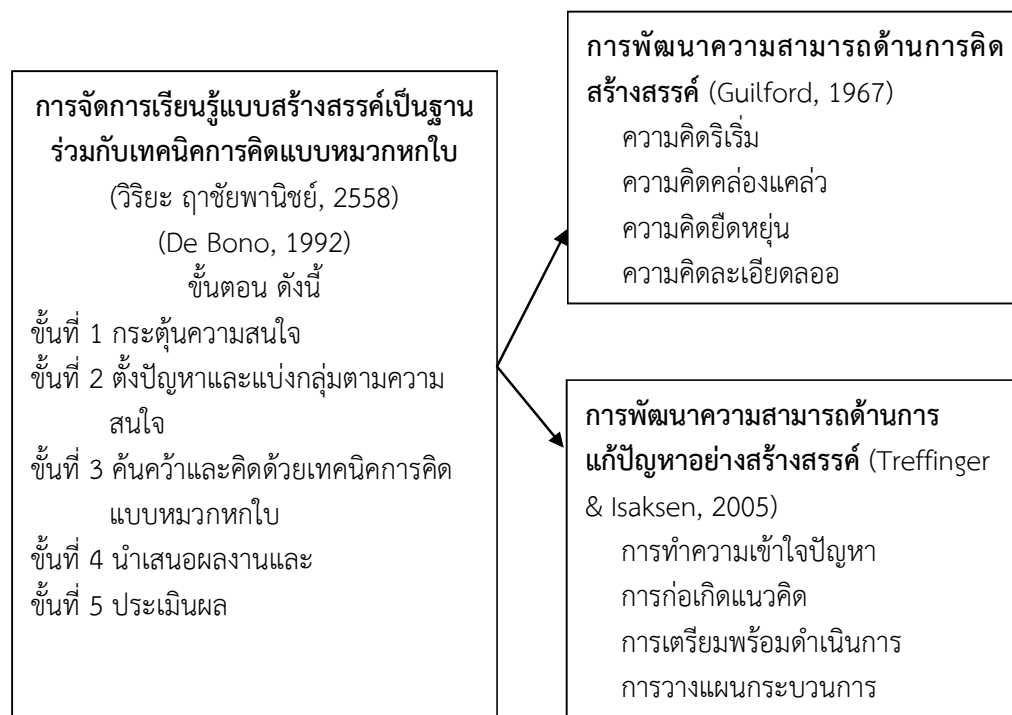 การจัดการเรียนรู้แบบสร้างสรรค์เป็นฐาน
ร่วมกับเทคนิคการคิดแบบหมวกหกใบ
(วิริยะ ฤาชัยพานิชย์, 2558)
(De Bono, 1992)
ขั้นตอน ดังนี้
ขั้นที่ 1 กระตุ้นความสนใจ
ขั้นที่ 2 ตั้งปัญหาและแบ่งกลุ่มตามความ
สนใจ
ขั้นที่ 3 ค้นคว้าและคิดด้วยเทคนิคการคิด
แบบหมวกหกใบ
ขั้นที่ 4 นำเสนอผลงานและ
ขั้นที่ 5 ประเมินผล
การพัฒนาความสามารถด้านการคิด
สร้างสรรค์ (Guilford, 1967)
ความคิดริเริ่ม
ความคิดคล่องแคล่ว
ความคิดยืดหยุ่น
ความคิดละเอียดลออ
การพัฒนาความสามารถด้านการ
แก้ปัญหาอย่างสร้างสรรค์ (Treffinger
& Isaksen, 2005)
การทำความเข้าใจปัญหา
การก่อเกิดแนวคิด
การเตรียมพร้อมดำเนินการ
การวางแผนกระบวนการ